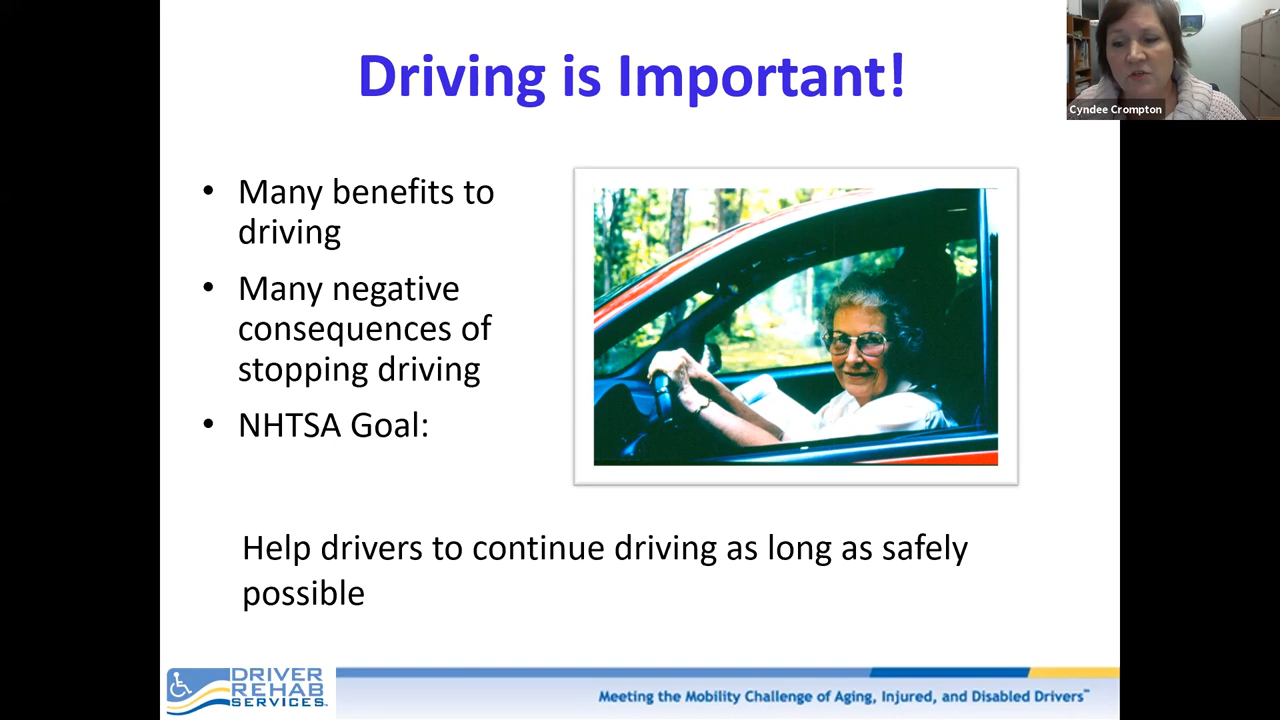 Driving is Important!
Cyndee Crompton
• Many benefits to
driving
• Many negative
consequences of
stopping driving
• NHTSA Goal:
Help drivers to continue driving as long as safely
possible
DRIVER
REHAB
SERVICES
Meeting the Mobility Challenge of Aging, Injured, and Disabled Drivers℠